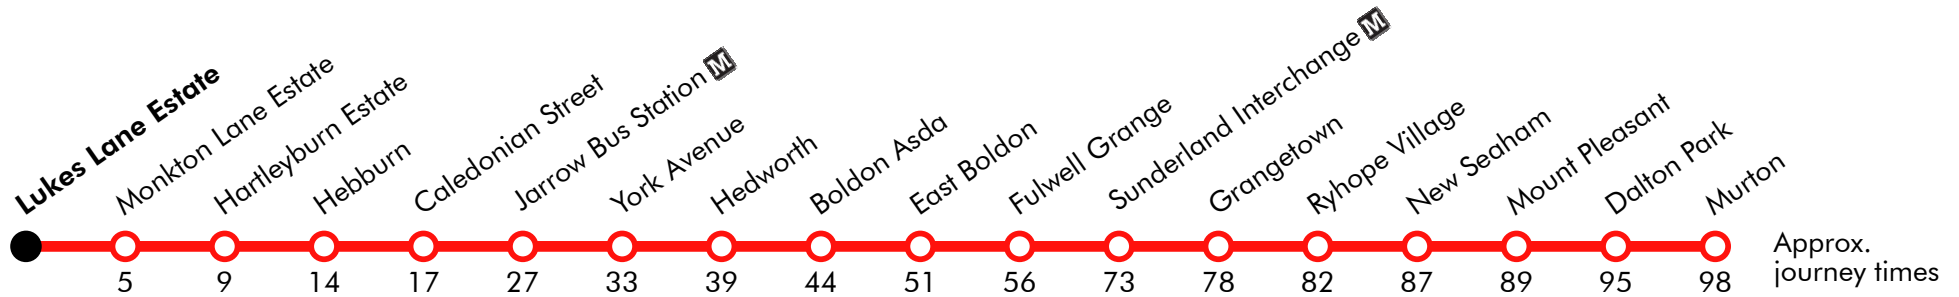 Lukes Lane Estate
Monkton Lane Estate
Hartleyburn Estate
Hebburn
Caledonian Street
Jarrow Bus Station M
York Avenue
Hedworth
Boldon Asda
East Boldon
Fulwell Grange
Sunderland Interchange M
Grangetown
Ryhope Village
New Seaham
Mount Pleasant
Dalton Park
Murton
5 9 14 17 27 33 39 44 51 56 73 78 82 87 89 95 98
Approx.
journey times